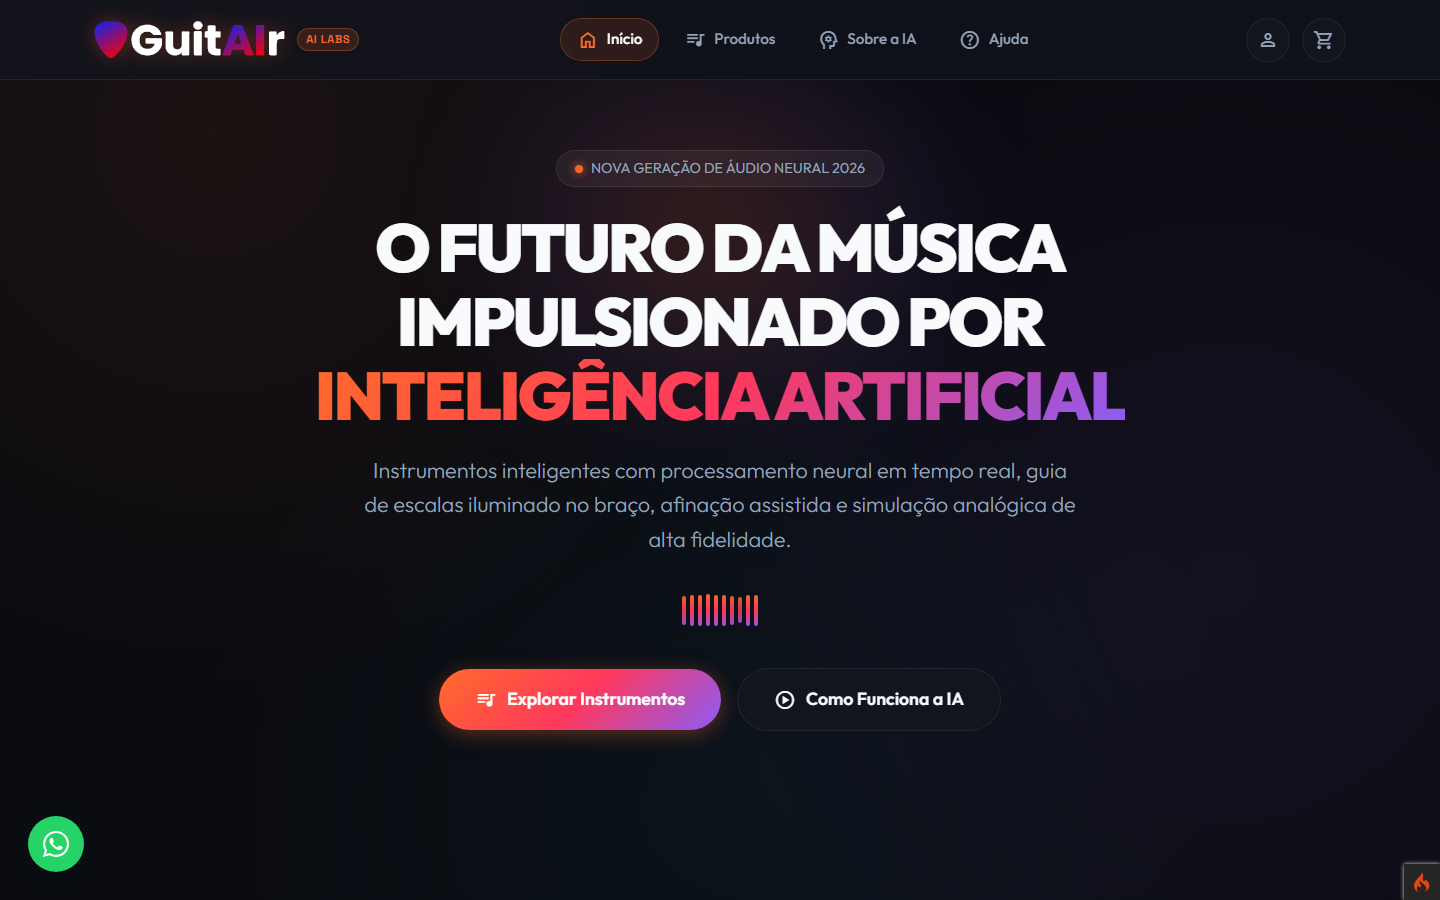 GuitAIr
AI LABS
Início
Produtos
Sobre a IA
Ajuda
NOVA GERAÇÃO DE ÁUDIO NEURAL 2026
O FUTURO DA MÚSICA
IMPULSIONADO POR
INTELIGÊNCIA ARTIFICIAL
Instrumentos inteligentes com processamento neural em tempo real, guia
de escalas iluminado no braço, afinação assistida e simulação analógica de
alta fidelidade.
Explorar Instrumentos
Como Funciona a IA